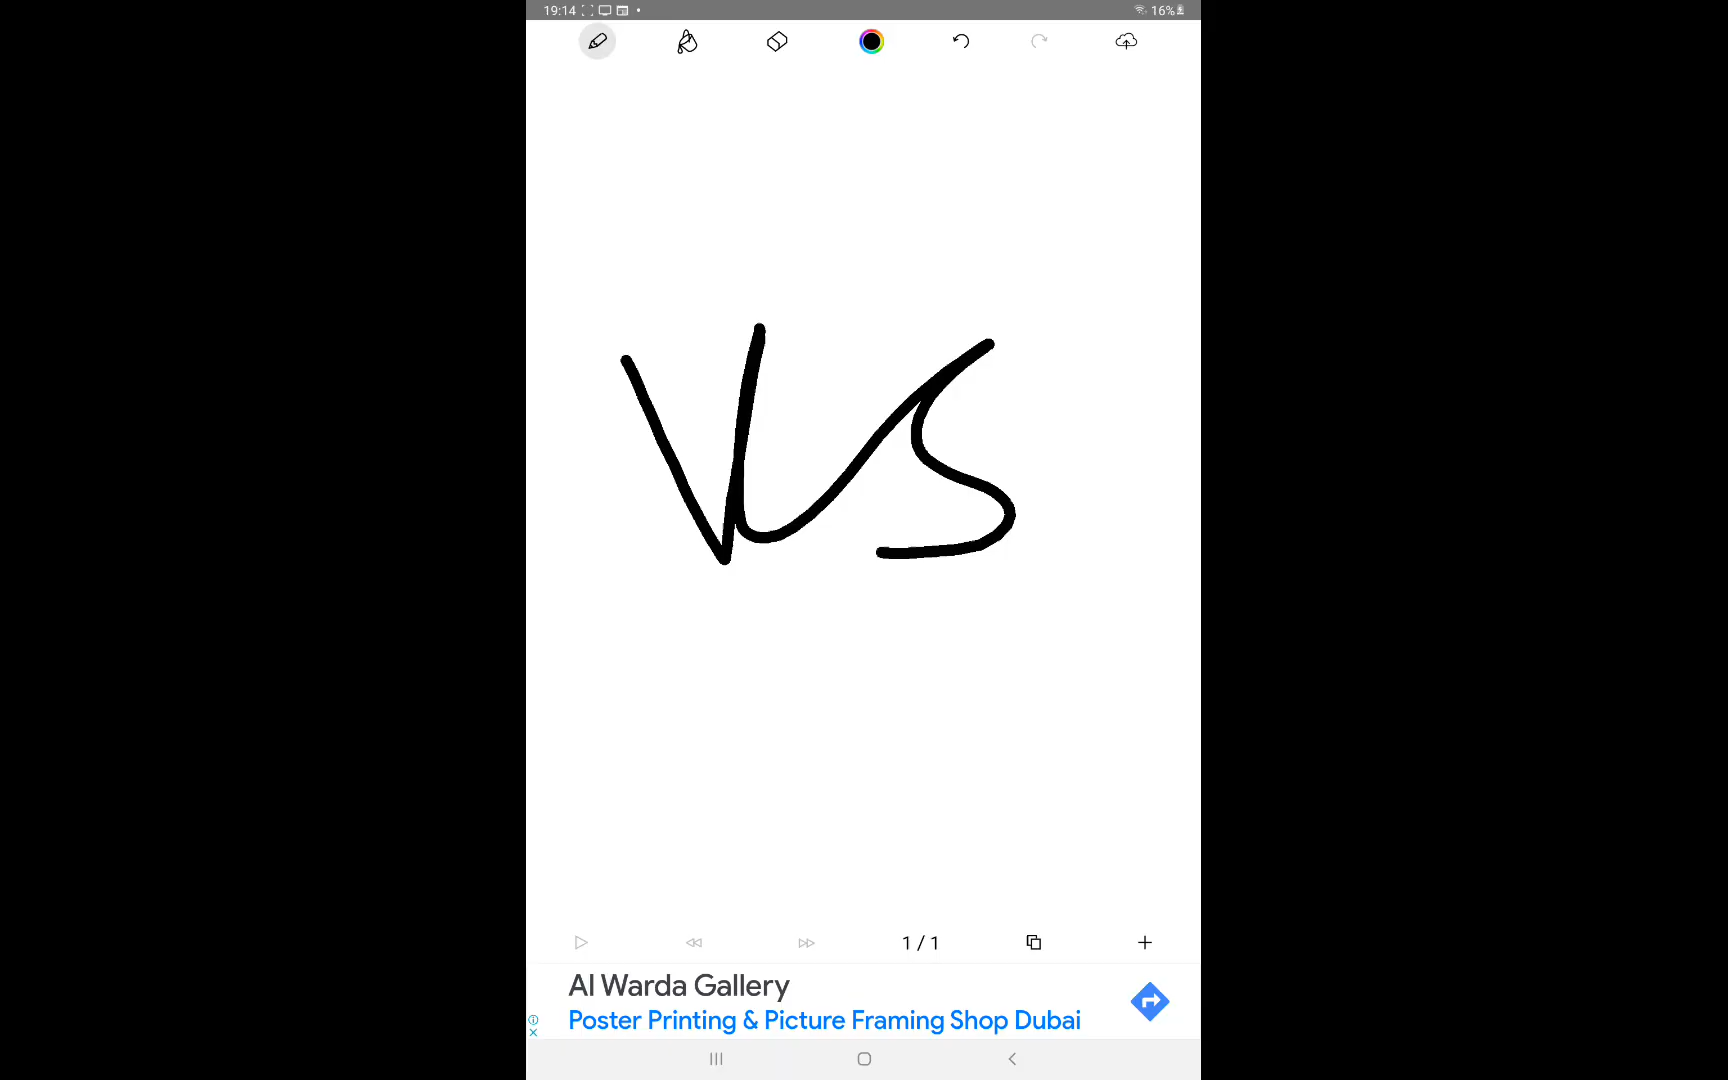 19:14
16%
VS
1 / 1
Al Warda Gallery
Poster Printing & Picture Framing Shop Dubai